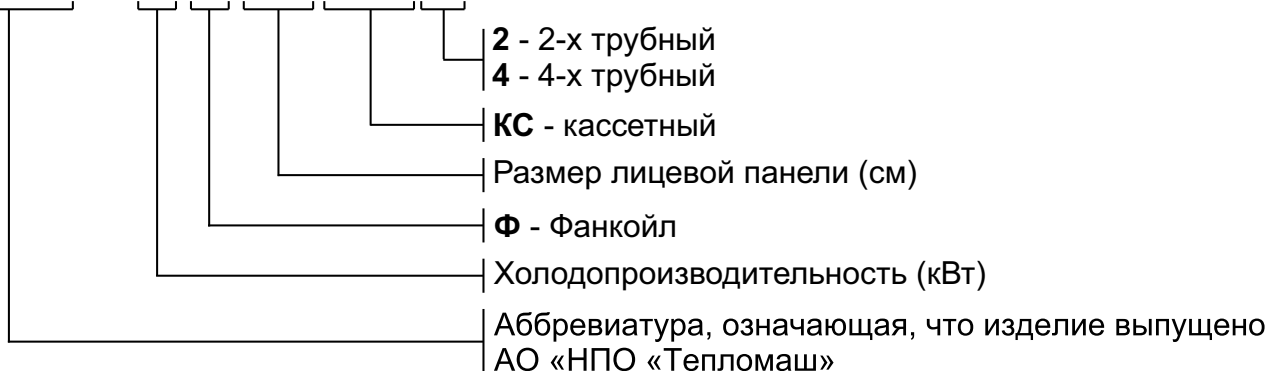 2 - 2-х трубный
4 - 4-х трубный
КС - кассетный
Размер лицевой панели (см)
Ф - Фанкойл
Холодопроизводительность (кВт)
Аббревиатура, означающая, что изделие выпущено
АО «НПО «Тепломаш»